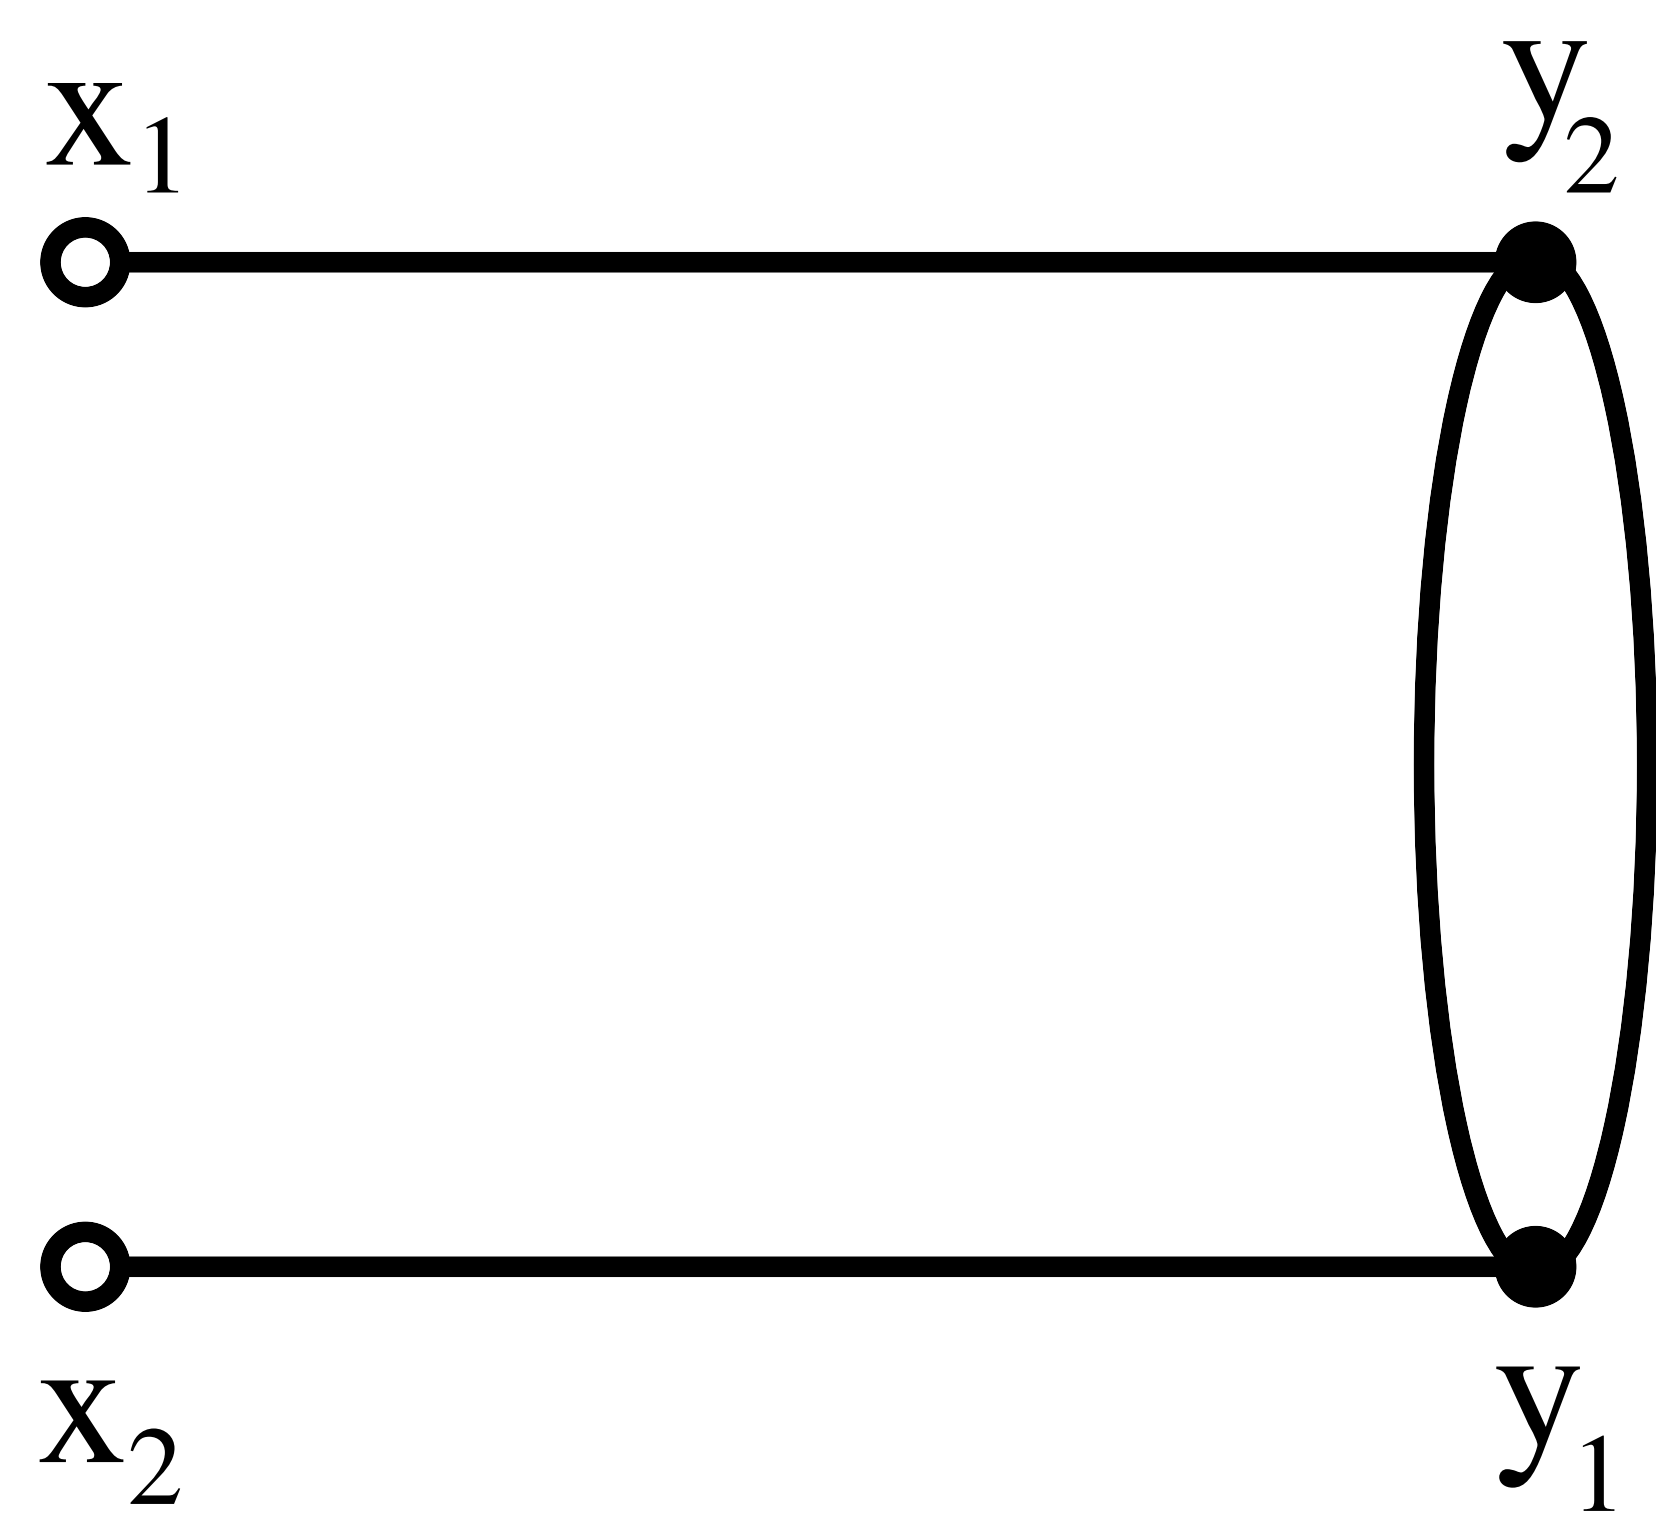 x₁ y₂
x₂ y₁